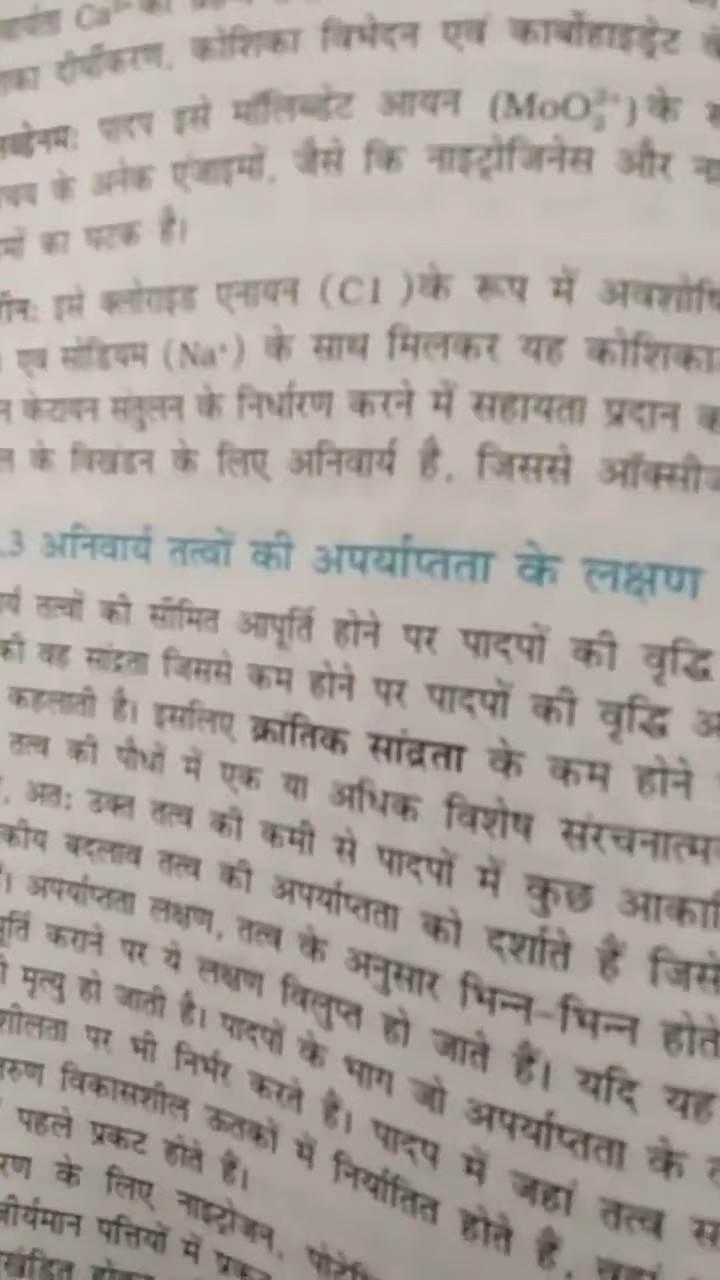 कोशिका विभेदन एवं कार्बोहाइड्रेट
पादप इसे मॉलिब्डेट आयन (MoO₂²⁺) के
के अनेक एंजाइमों, जैसे कि नाइट्रोजिनेस और
का घटक है।
इसे क्लोराइड एनायन (Cl )के रूप में अवशोषि
एवं सोडियम (Na⁺) के साथ मिलकर यह कोशिका
केटायन संतुलन के निर्धारण करने में सहायता प्रदान
के विखंडन के लिए अनिवार्य है, जिससे ऑक्सीज
.3 अनिवार्य तत्वों की अपर्याप्तता के लक्षण
र्य तत्वों की सीमित आपूर्ति होने पर पादपों की वृद्धि
की वह सांद्रता जिससे कम होने पर पादपों की वृद्धि अ
कहलाती है। इसलिए क्रांतिक सांद्रता के कम होने
तत्व की पौधों में एक या अधिक विशेष संरचनात्म
, अतः उक्त तत्व की कमी से पादपों में कुछ आकारि
कीय बदलाव तत्व की अपर्याप्तता को दर्शाते हैं जिसे
। अपर्याप्तता लक्षण, तत्व के अनुसार भिन्न-भिन्न होते
पूर्ति कराने पर ये लक्षण विलुप्त हो जाते हैं। यदि यह
मृत्यु हो जाती है। पादपों के भाग जो अपर्याप्तता के
शीलता पर भी निर्भर करते है। पादप में जहां तत्व स
रुण विकासशील ऊतकों में निर्यातित होते है,
पहले प्रकट होते है।
रण के लिए नाइट्रोजन,
जीर्यमान पत्तियों में